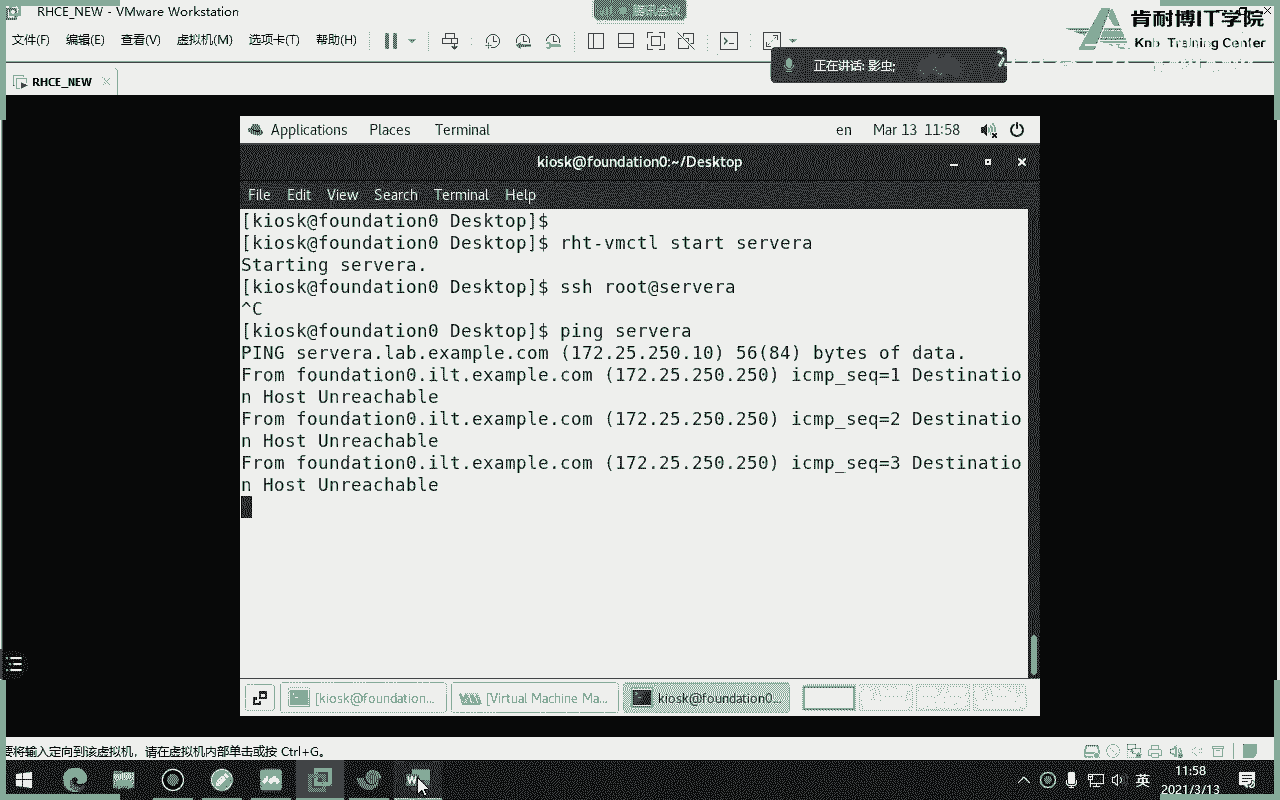 RHCE_NEW - VMware Workstation
肯耐博IT学院
Knb Training Center
文件(F) 编辑(E) 查看(V) 虚拟机(M) 选项卡(T) 帮助(H)
正在讲话: 影虫;
RHCE_NEW
Applications Places Terminal en Mar 13 11:58
kiosk@foundation0:~/Desktop
File Edit View Search Terminal Help
[kiosk@foundation0 Desktop]$
[kiosk@foundation0 Desktop]$ rht-vmctl start servera
Starting servera.
[kiosk@foundation0 Desktop]$ ssh root@servera
^C
[kiosk@foundation0 Desktop]$ ping servera
PING servera.lab.example.com (172.25.250.10) 56(84) bytes of data.
From foundation0.ilt.example.com (172.25.250.250) icmp_seq=1 Destinatio
n Host Unreachable
From foundation0.ilt.example.com (172.25.250.250) icmp_seq=2 Destinatio
n Host Unreachable
From foundation0.ilt.example.com (172.25.250.250) icmp_seq=3 Destinatio
n Host Unreachable
[kiosk@foundation... [Virtual Machine Ma... kiosk@foundation0...
要将输入定向到该虚拟机，请在虚拟机内部单击或按 Ctrl+G。
英 11:58
2021/3/13